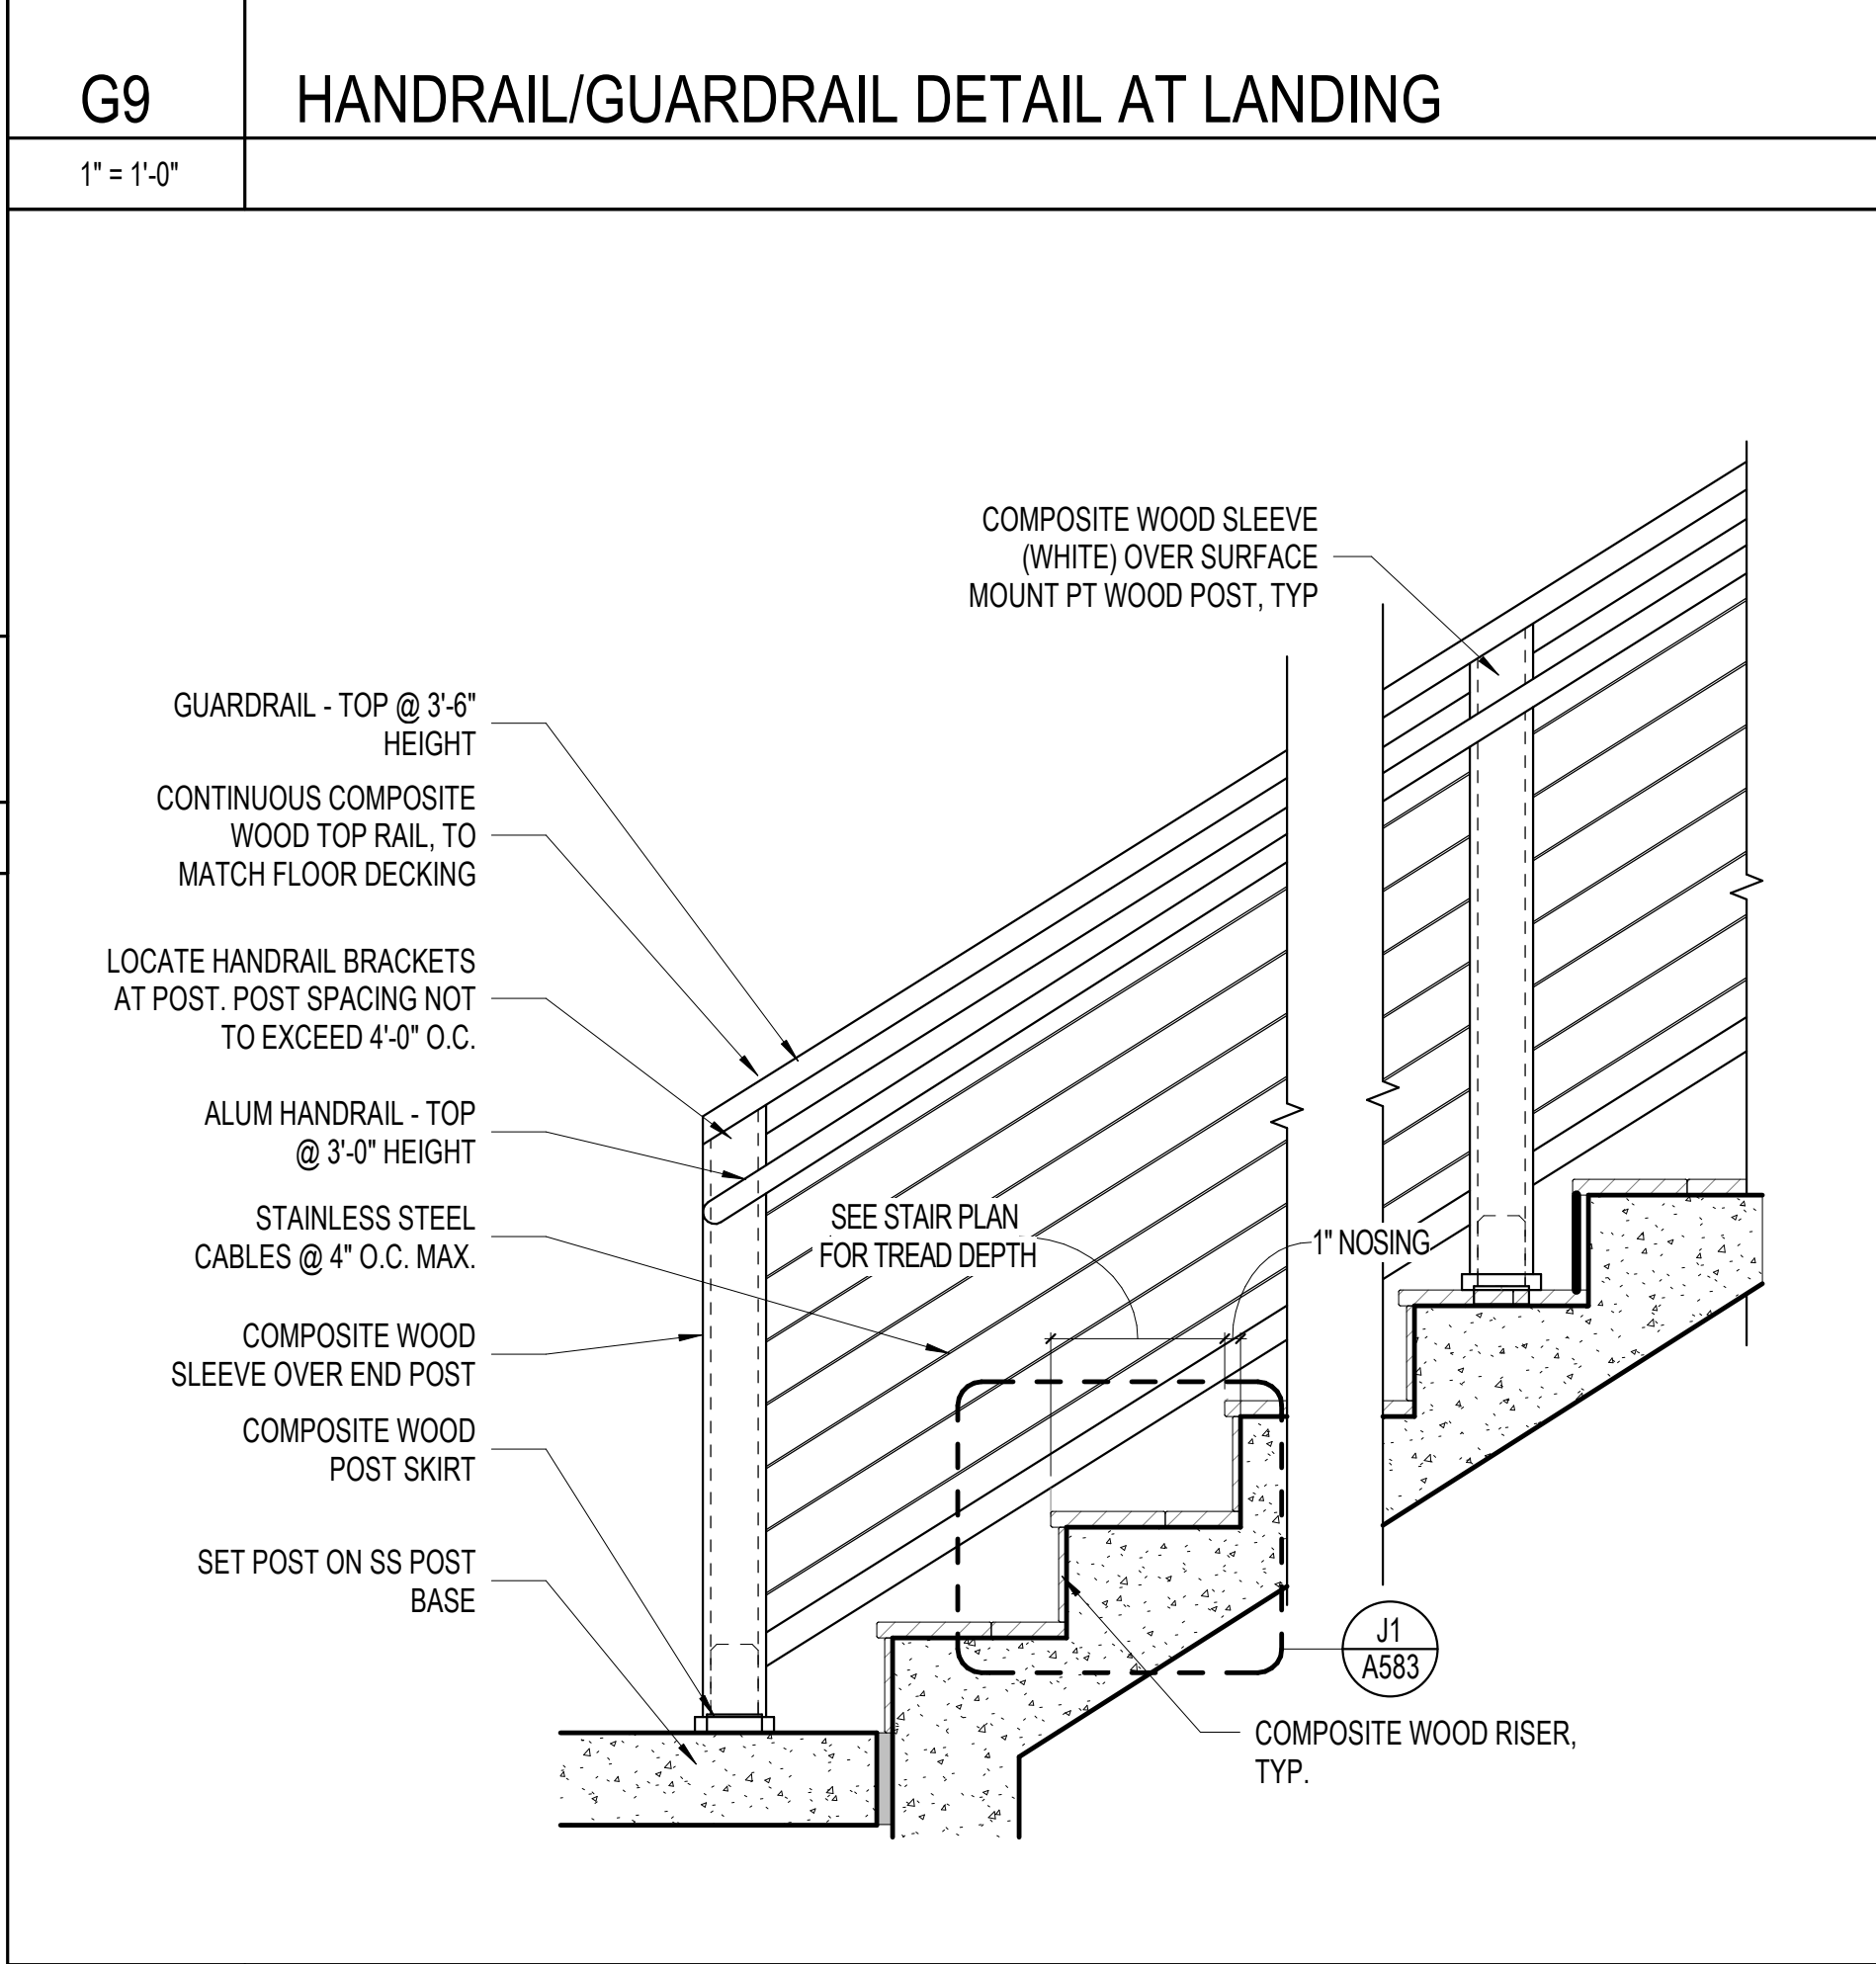 G9
HANDRAIL/GUARDRAIL DETAIL AT LANDING
1" = 1'-0"
COMPOSITE WOOD SLEEVE
(WHITE) OVER SURFACE
MOUNT PT WOOD POST, TYP
GUARDRAIL - TOP @ 3'-6"
HEIGHT
CONTINUOUS COMPOSITE
WOOD TOP RAIL, TO
MATCH FLOOR DECKING
LOCATE HANDRAIL BRACKETS
AT POST. POST SPACING NOT
TO EXCEED 4'-0" O.C.
ALUM HANDRAIL - TOP
@ 3'-0" HEIGHT
STAINLESS STEEL
CABLES @ 4" O.C. MAX.
SEE STAIR PLAN
FOR TREAD DEPTH
1" NOSING
COMPOSITE WOOD
SLEEVE OVER END POST
COMPOSITE WOOD
POST SKIRT
SET POST ON SS POST
BASE
J1
A583
COMPOSITE WOOD RISER,
TYP.